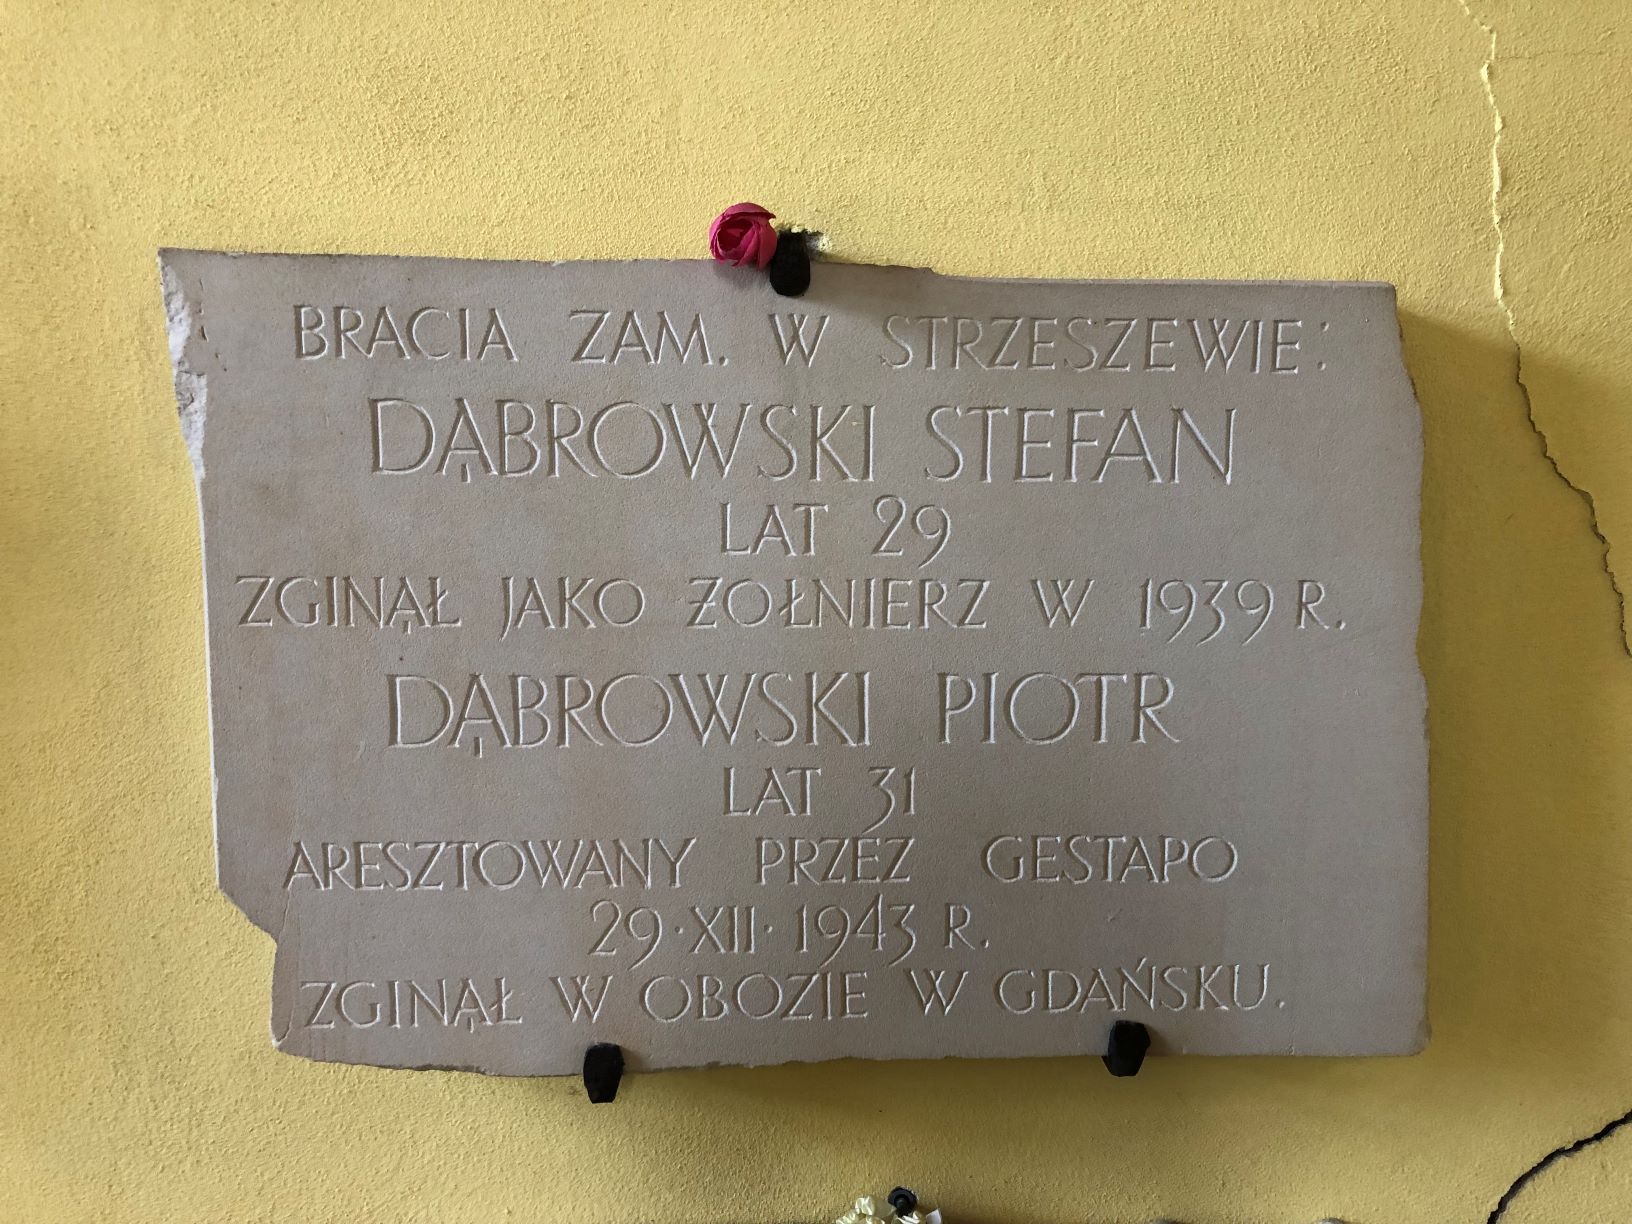 BRACIA ZAM. W STRZESZEWIE:
DĄBROWSKI STEFAN
LAT 29
ZGINĄŁ JAKO ŻOŁNIERZ W 1939 R.
DĄBROWSKI PIOTR
LAT 31
ARESZTOWANY PRZEZ GESTAPO
29·XII·1943 R.
ZGINĄŁ W OBOZIE W GDAŃSKU.